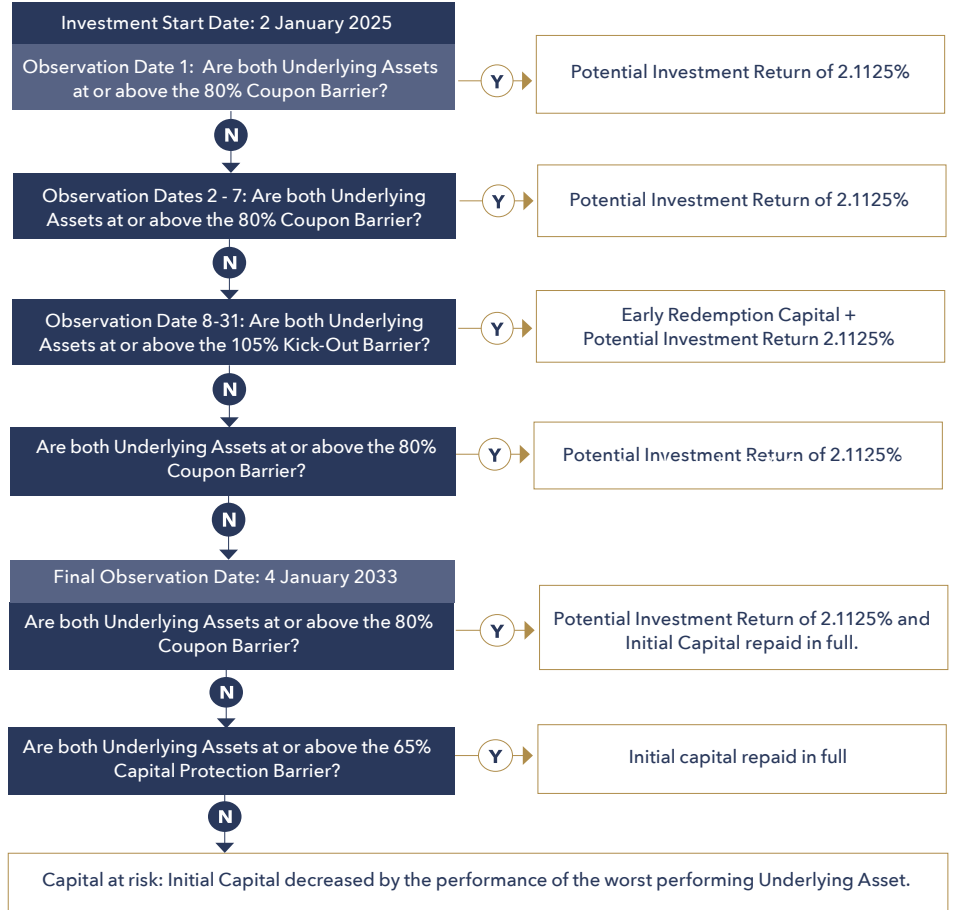 Investment Start Date: 2 January 2025
Observation Date 1: Are both Underlying Assets
at or above the 80% Coupon Barrier?
Y
Potential Investment Return of 2.1125%
N
Observation Dates 2 - 7: Are both Underlying
Assets at or above the 80% Coupon Barrier?
Y
Potential Investment Return of 2.1125%
N
Observation Date 8-31: Are both Underlying
Assets at or above the 105% Kick-Out Barrier?
Y
Early Redemption Capital +
Potential Investment Return 2.1125%
N
Are both Underlying Assets at or above the 80%
Coupon Barrier?
Y
Potential Investment Return of 2.1125%
N
Final Observation Date: 4 January 2033
Are both Underlying Assets at or above the 80%
Coupon Barrier?
Y
Potential Investment Return of 2.1125% and
Initial Capital repaid in full.
N
Are both Underlying Assets at or above the 65%
Capital Protection Barrier?
Y
Initial capital repaid in full
N
Capital at risk: Initial Capital decreased by the performance of the worst performing Underlying Asset.